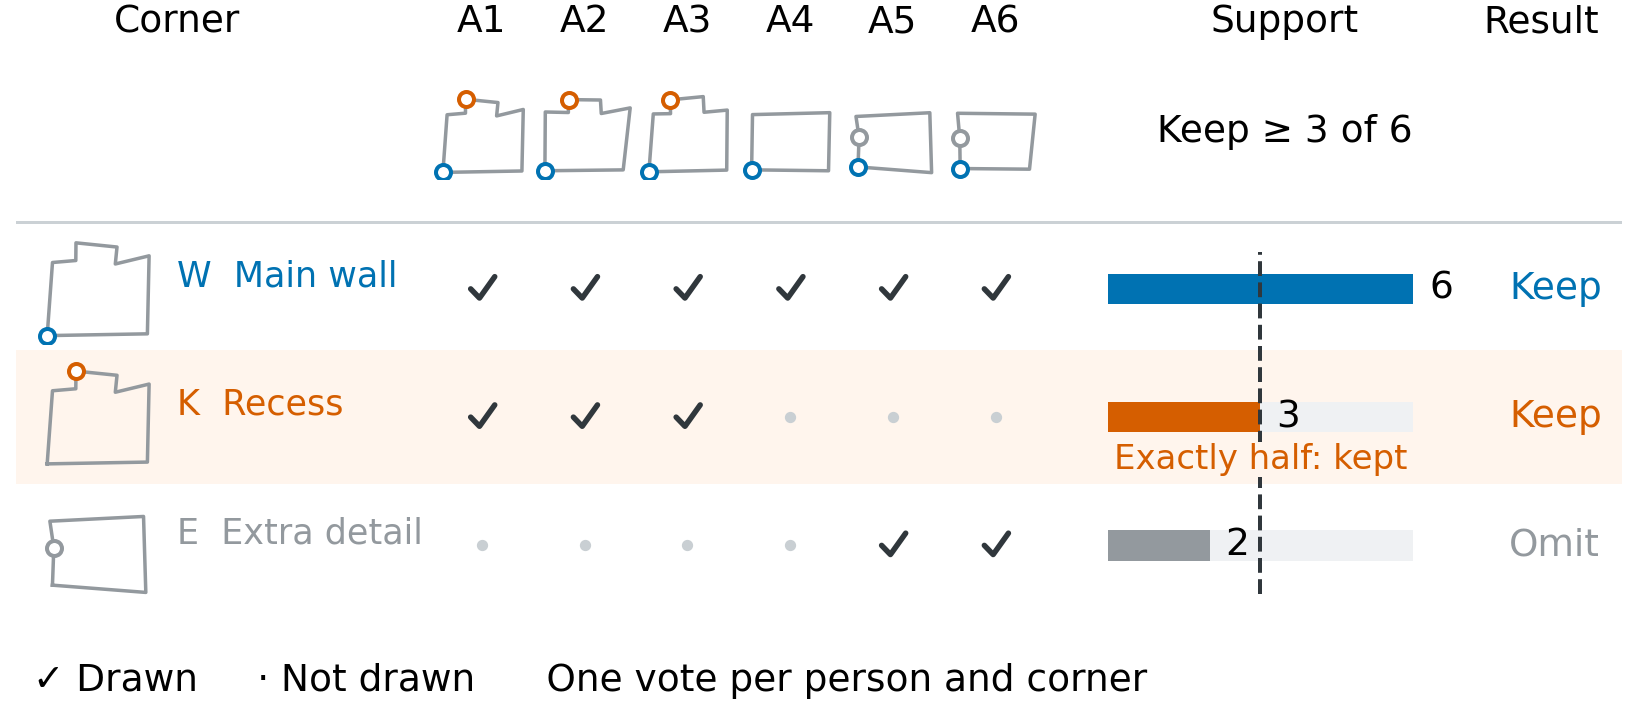 Corner A1 A2 A3 A4 A5 A6 Support Result
Keep ≥ 3 of 6
W Main wall ✓ ✓ ✓ ✓ ✓ ✓ 6 Keep
K Recess ✓ ✓ ✓ · · · 3 Keep
Exactly half: kept
E Extra detail · · · · ✓ ✓ 2 Omit
✓ Drawn · Not drawn One vote per person and corner